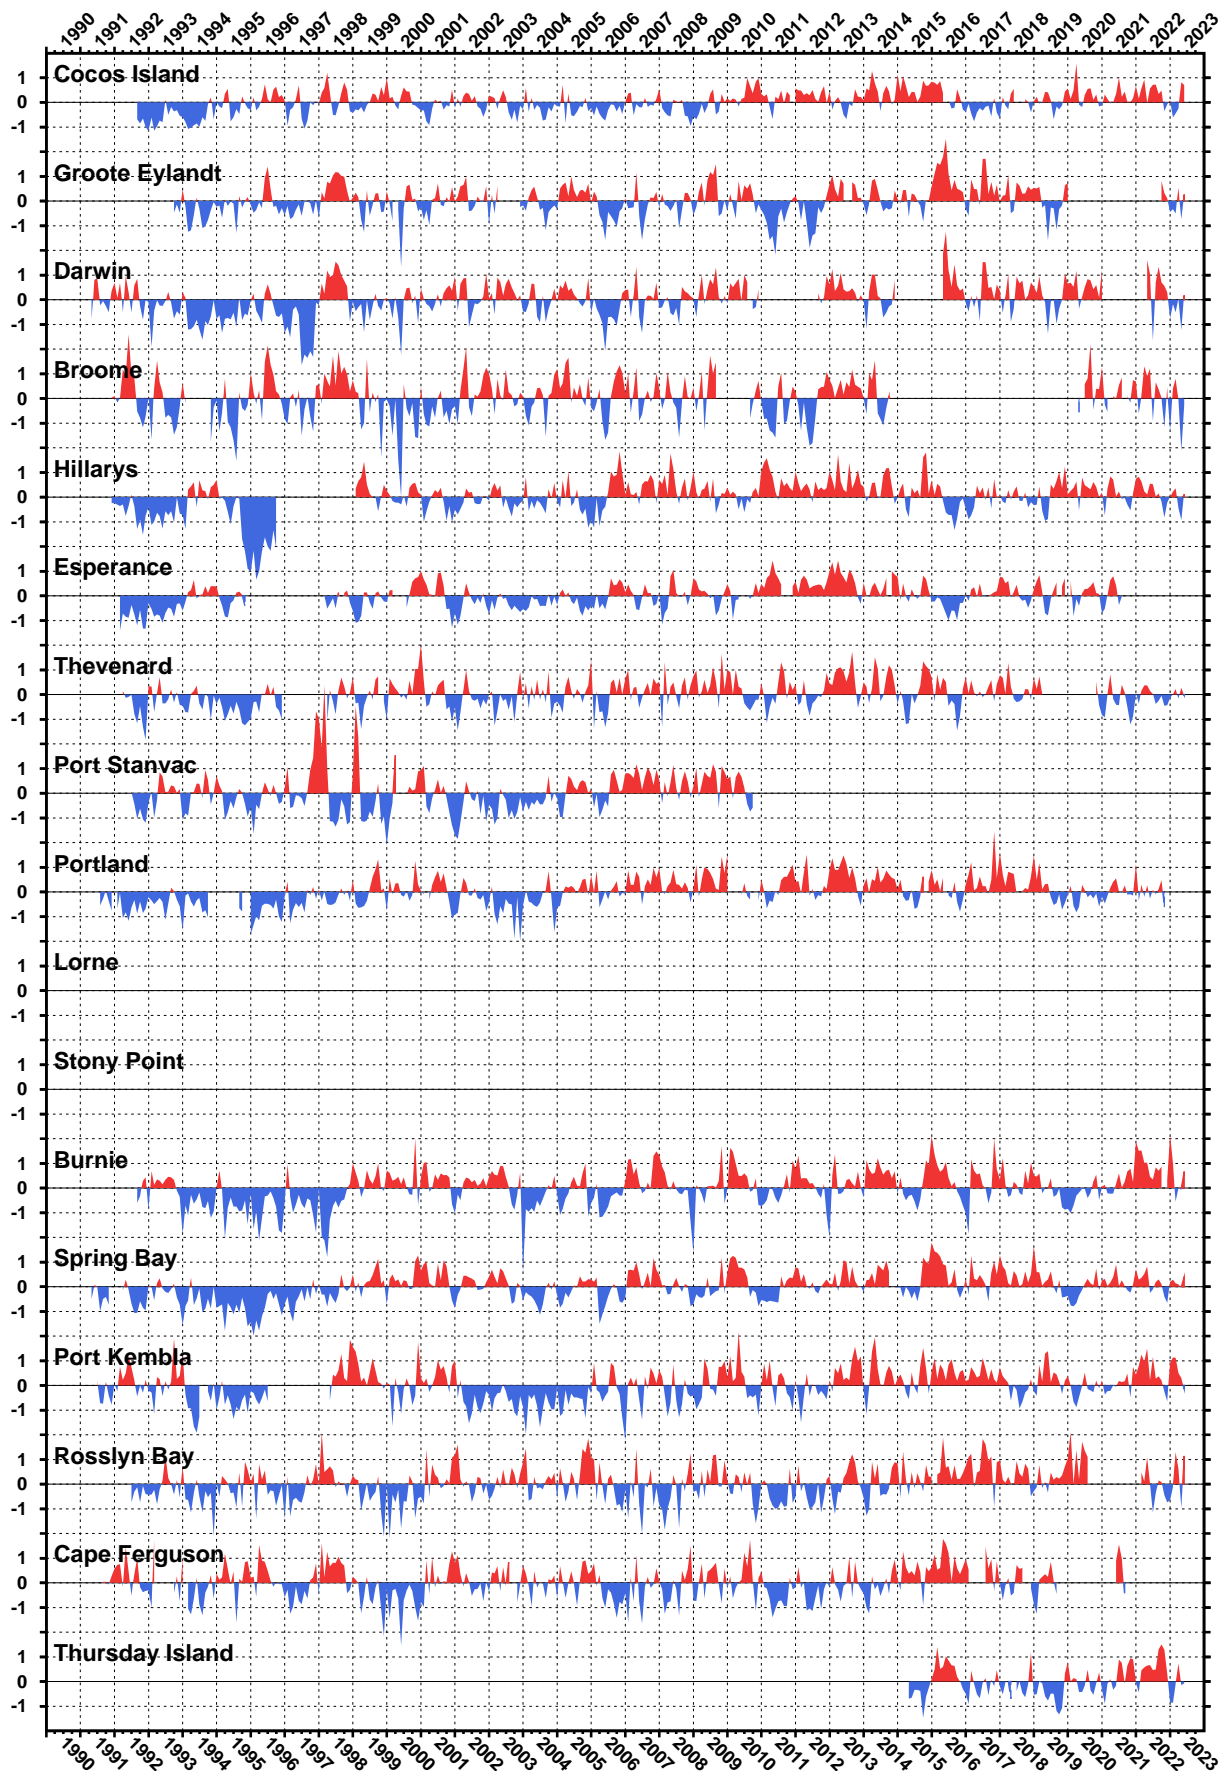 1990 1991 1992 1993 1994 1995 1996 1997 1998 1999 2000 2001 2002 2003 2004 2005 2006 2007 2008 2009 2010 2011 2012 2013 2014 2015 2016 2017 2018 2019 2020 2021 2022 2023
1 Cocos Island
0
-1
1 Groote Eylandt
0
-1
1 Darwin
0
-1
1 Broome
0
-1
1 Hillarys
0
-1
1 Esperance
0
-1
1 Thevenard
0
-1
1 Port Stanvac
0
-1
1 Portland
0
-1
1 Lorne
0
-1
1 Stony Point
0
-1
1 Burnie
0
-1
1 Spring Bay
0
-1
1 Port Kembla
0
-1
1 Rosslyn Bay
0
-1
1 Cape Ferguson
0
-1
1 Thursday Island
0
-1
1990 1991 1992 1993 1994 1995 1996 1997 1998 1999 2000 2001 2002 2003 2004 2005 2006 2007 2008 2009 2010 2011 2012 2013 2014 2015 2016 2017 2018 2019 2020 2021 2022 2023